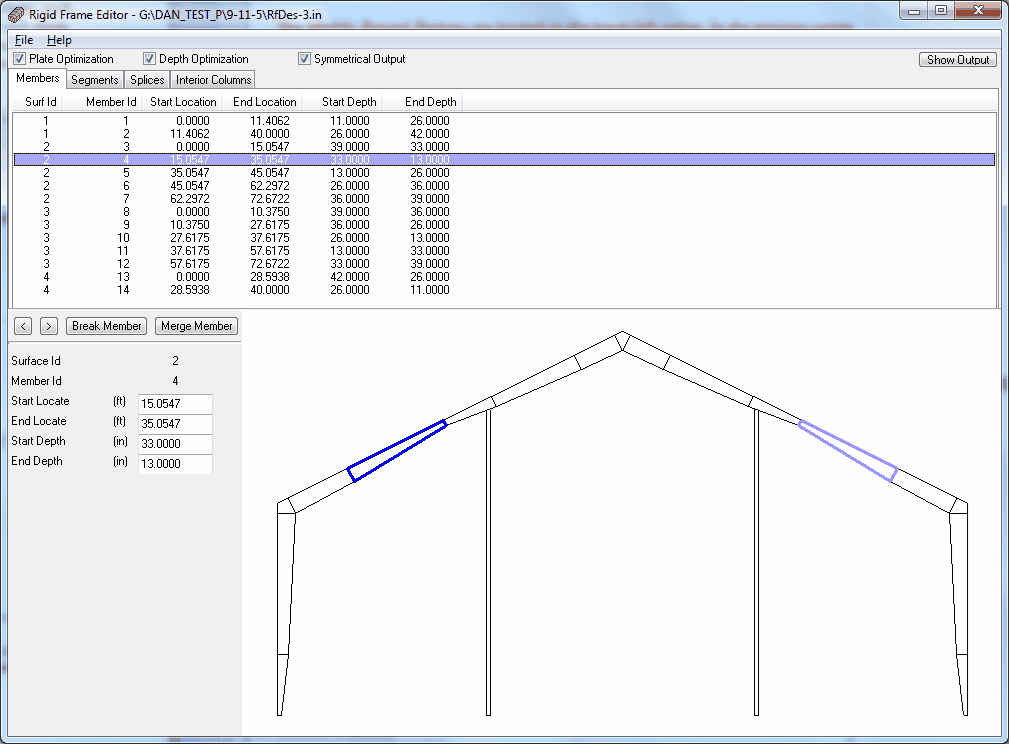 Rigid Frame Editor - G:\DAN_TEST_P\9-11-5\RfDes-3.in
File Help
Plate Optimization Depth Optimization Symmetrical Output Show Output
Members Segments Splices Interior Columns
Surf Id Member Id Start Location End Location Start Depth End Depth
1 1 0.0000 11.4062 11.0000 26.0000
1 2 11.4062 40.0000 26.0000 42.0000
2 3 0.0000 15.0547 39.0000 33.0000
2 4 15.0547 35.0547 33.0000 13.0000
2 5 35.0547 45.0547 13.0000 26.0000
2 6 45.0547 62.2972 26.0000 36.0000
2 7 62.2972 72.6722 36.0000 39.0000
3 8 0.0000 10.3750 39.0000 36.0000
3 9 10.3750 27.6175 36.0000 26.0000
3 10 27.6175 37.6175 26.0000 13.0000
3 11 37.6175 57.6175 13.0000 33.0000
3 12 57.6175 72.6722 33.0000 39.0000
4 13 0.0000 28.5938 42.0000 26.0000
4 14 28.5938 40.0000 26.0000 11.0000
< > Break Member Merge Member
Surface Id 2
Member Id 4
Start Locate (ft) 15.0547
End Locate (ft) 35.0547
Start Depth (in) 33.0000
End Depth (in) 13.0000